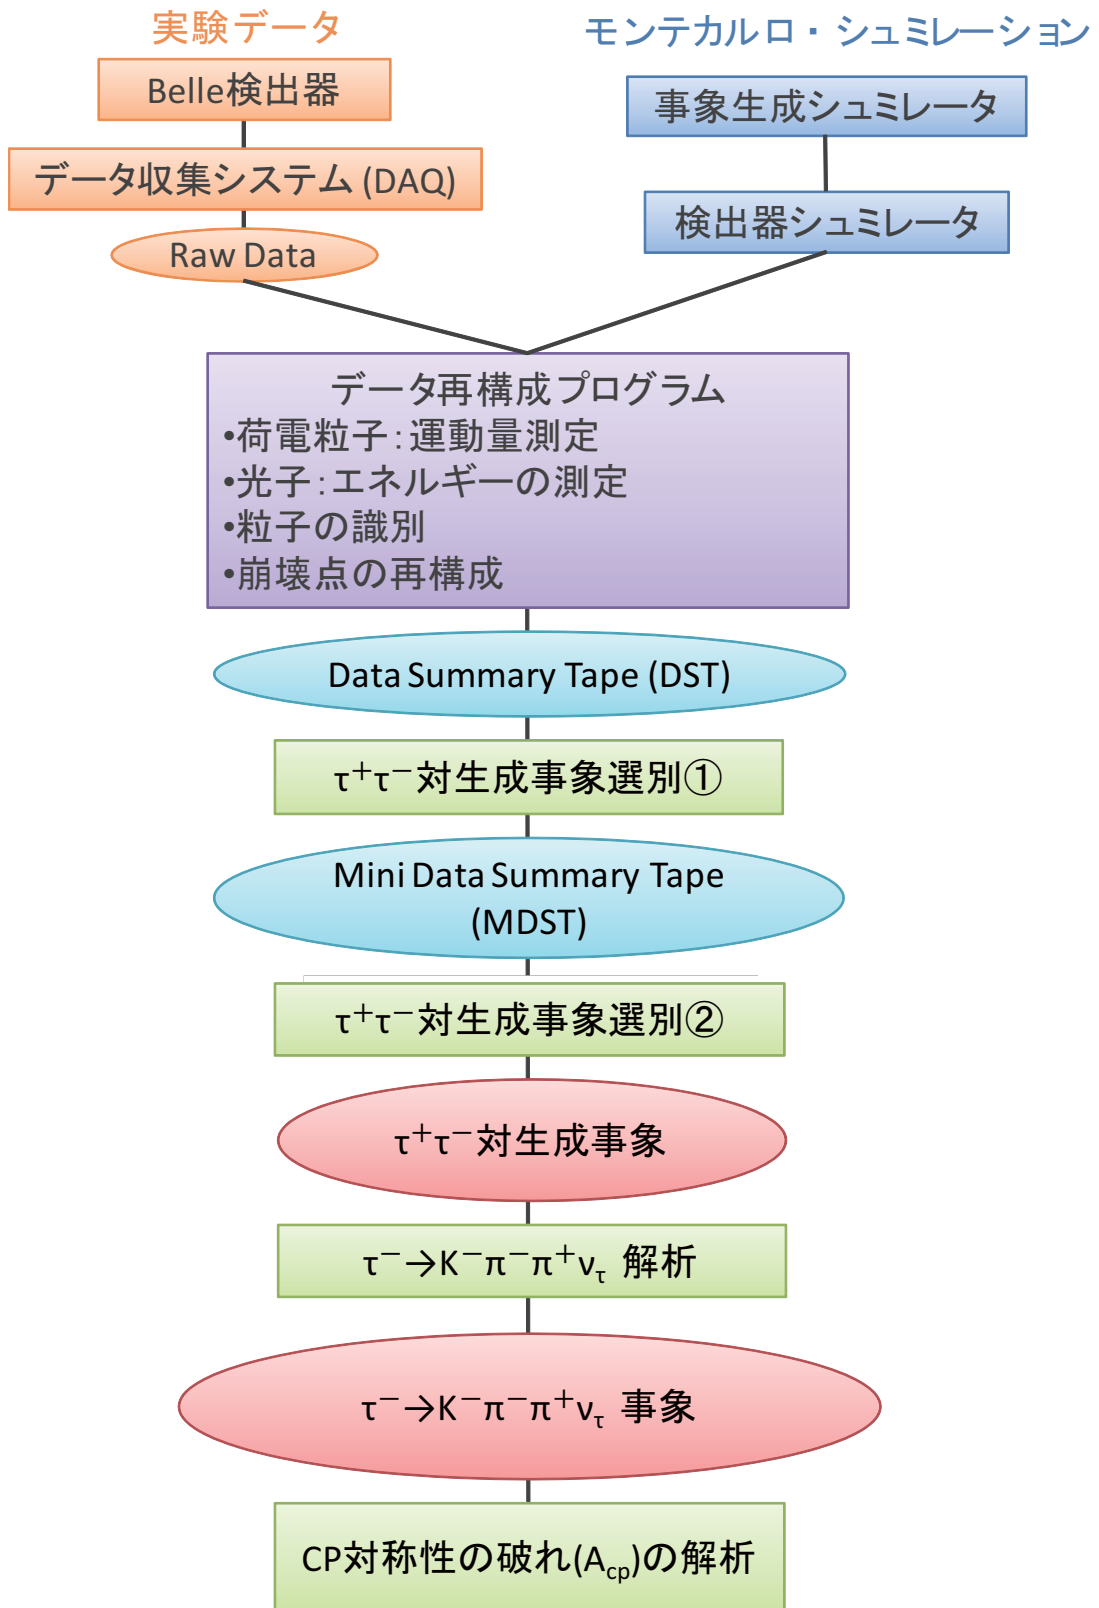 実験データ
モンテカルロ・シュミレーション
Belle検出器
事象生成シュミレータ
データ収集システム (DAQ)
検出器シュミレータ
Raw Data
データ再構成プログラム
•荷電粒子:運動量測定
•光子:エネルギーの測定
•粒子の識別
•崩壊点の再構成
Data Summary Tape (DST)
τ⁺τ⁻対生成事象選別①
Mini Data Summary Tape
(MDST)
τ⁺τ⁻対生成事象選別②
τ⁺τ⁻対生成事象
τ⁻→K⁻π⁻π⁺ντ 解析
τ⁻→K⁻π⁻π⁺ντ 事象
CP対称性の破れ(Acp)の解析